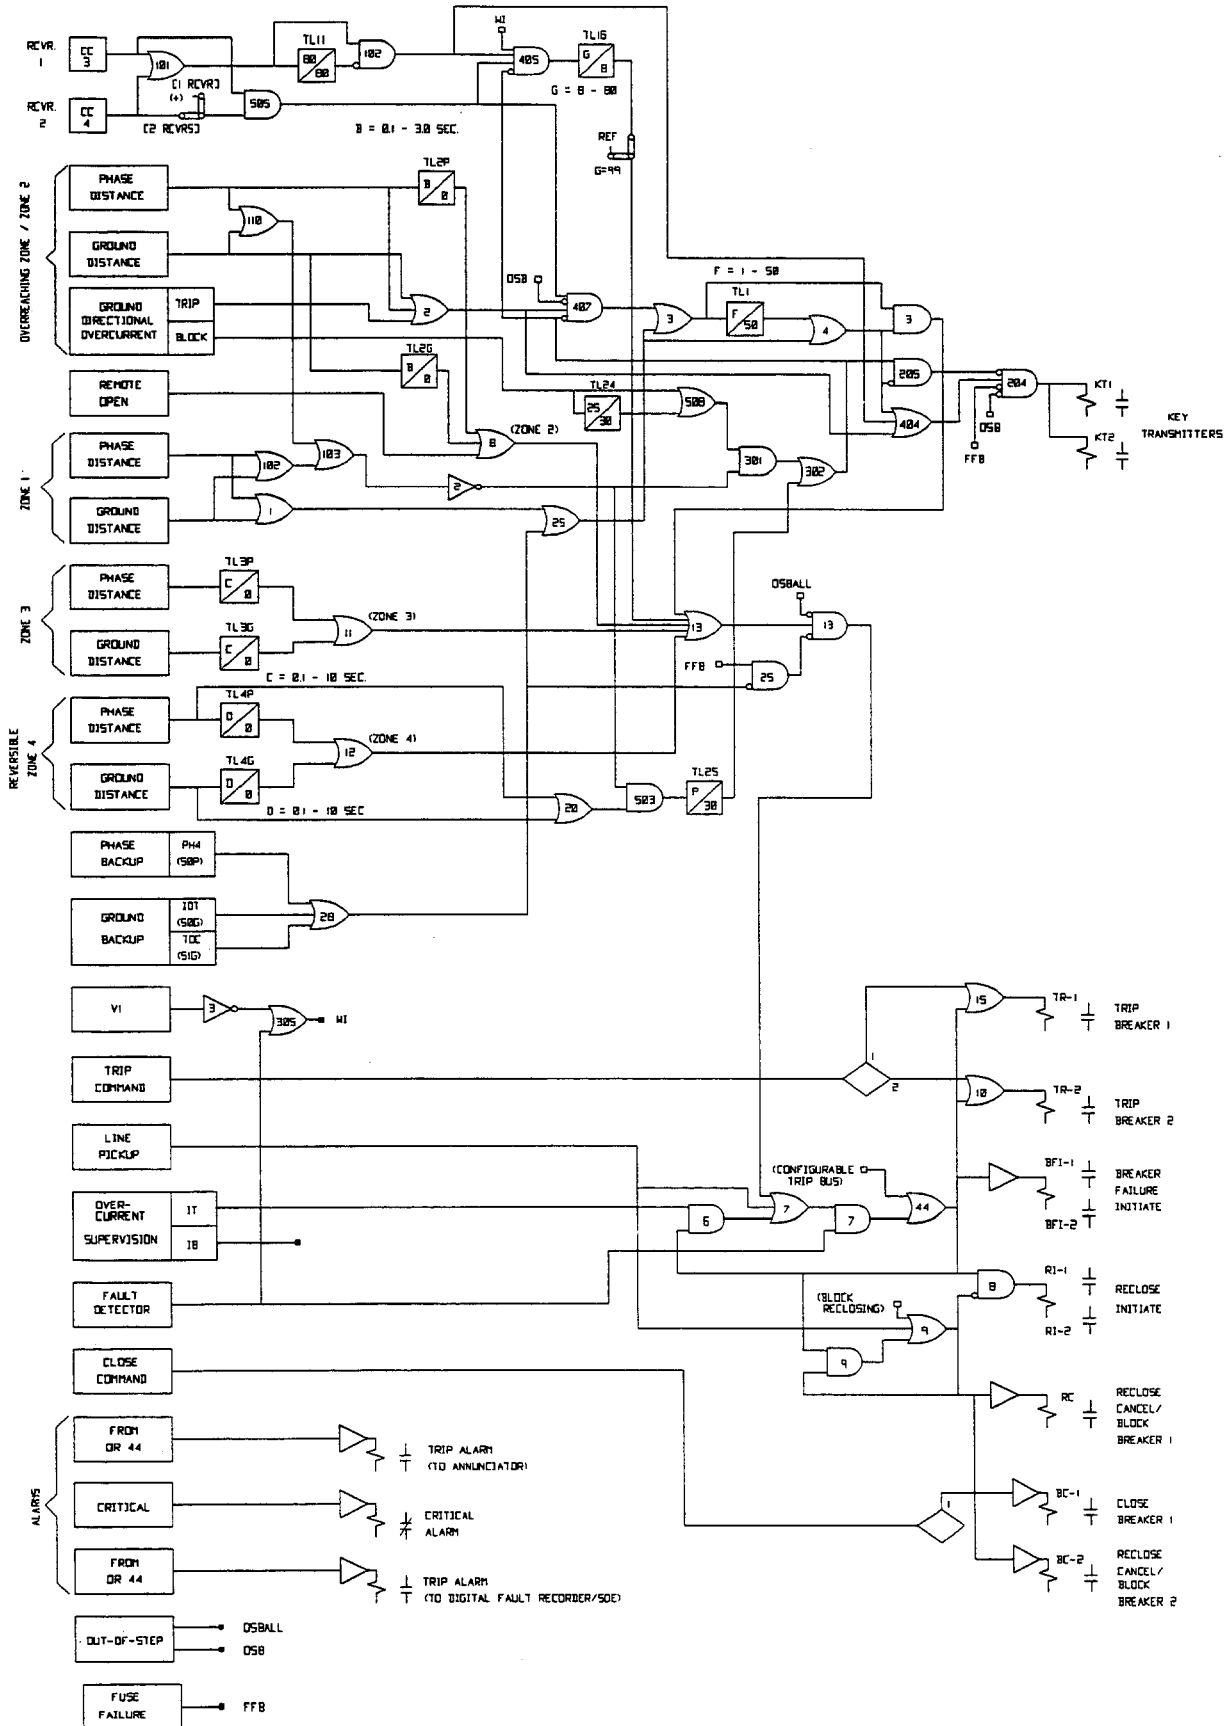 RCVR.
1
CC
3
RCVR.
2
CC
4
101
[1 RCVR]
(+)
[2 RCVRS]
505
TL11
80
80
102
B = 0.1 - 3.0 SEC.
WI
405
TL16
G
8
G = 8 - 80
REF
G=99
OVERREACHING ZONE / ZONE 2
PHASE
DISTANCE
GROUND
DISTANCE
GROUND
DIRECTIONAL
OVERCURRENT
TRIP
BLOCK
110
TL2P
B
0
2
TL2G
B
0
OSB
407
3
F = 1 - 50
TL1
F
50
4
3
205
404
204
OSB
FFB
KT1
KT2
KEY
TRANSMITTERS
REMOTE
OPEN
8
(ZONE 2)
TL24
25
30
508
301
302
ZONE 1
PHASE
DISTANCE
GROUND
DISTANCE
102
103
1
2
25
ZONE 3
PHASE
DISTANCE
GROUND
DISTANCE
TL3P
C
0
TL3G
C
0
11
(ZONE 3)
C = 0.1 - 10 SEC.
13
OSBALL
13
FFB
25
REVERSIBLE
ZONE 4
PHASE
DISTANCE
GROUND
DISTANCE
TL4P
D
0
TL4G
D
0
12
(ZONE 4)
D = 0.1 - 10 SEC
20
503
TL25
P
30
PHASE
BACKUP
PH4
(50P)
GROUND
BACKUP
IOT
(50G)
TOC
(51G)
28
V1
3
305
WI
TRIP
COMMAND
1
2
15
TR-1
TRIP
BREAKER 1
10
TR-2
TRIP
BREAKER 2
LINE
PICKUP
(CONFIGURABLE
TRIP BUS)
OVER-
CURRENT
SUPERVISION
IT
IB
6
7
7
44
BFI-1
BFI-2
BREAKER
FAILURE
INITIATE
FAULT
DETECTOR
(BLOCK
RECLOSING)
8
9
9
RI-1
RI-2
RECLOSE
INITIATE
CLOSE
COMMAND
RC
RECLOSE
CANCEL/
BLOCK
BREAKER 1
ALARMS
FROM
OR 44
TRIP ALARM
(TO ANNUNCIATOR)
CRITICAL
CRITICAL
ALARM
FROM
OR 44
TRIP ALARM
(TO DIGITAL FAULT RECORDER/SOE)
1
BC-1
CLOSE
BREAKER 1
BC-2
RECLOSE
CANCEL/
BLOCK
BREAKER 2
OUT-OF-STEP
OSBALL
OSB
FUSE
FAILURE
FFB